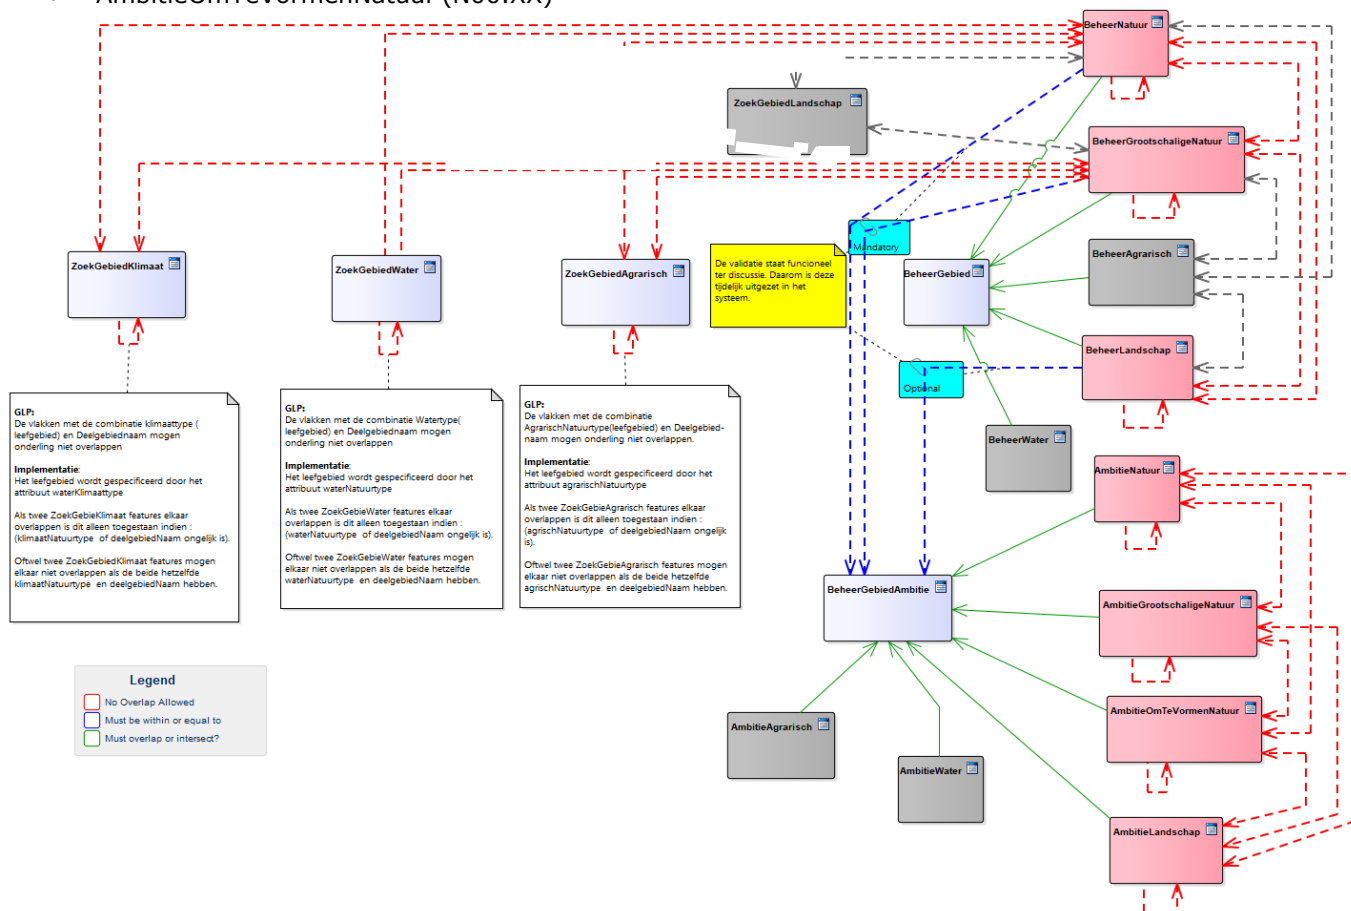 AmbitieOmTeVormenNatuur (N00.XX)
BeheerNatuur
ZoekGebiedLandschap
BeheerGrootschaligeNatuur
ZoekGebiedKlimaat
ZoekGebiedWater
ZoekGebiedAgrarisch
De validatie staat functioneel
ter discussie. Daarom is deze
tijdelijk uitgezet in het
systeem.
Mandatory
BeheerGebied
BeheerAgrarisch
BeheerLandschap
Optional
GLP:
De vlakken met de combinatie klimaattype (
leefgebied) en Deelgebiednaam mogen
onderling niet overlappen
Implementatie:
Het leefgebied wordt gespecificeerd door het
attribuut waterKlimaattype
Als twee ZoekGebieKlimaat features elkaar
overlappen is dit alleen toegestaan indien :
(klimaatNatuurtype of deelgebiedNaam ongelijk is).
Oftwel twee ZoekGebiedKlimaat features mogen
elkaar niet overlappen als de beide hetzelfde
klimaatNatuurtype en deelgebiedNaam hebben.
GLP:
De vlakken met de combinatie Watertype(
leefgebied) en Deelgebiednaam mogen
onderling niet overlappen
Implementatie:
Het leefgebied wordt gespecificeerd door het
attribuut waterNatuurtype
Als twee ZoekGebieWater features elkaar
overlappen is dit alleen toegestaan indien :
(waterNatuurtype of deelgebiedNaam ongelijk is).
Oftwel twee ZoekGebieWater features mogen
elkaar niet overlappen als de beide hetzelfde
waterNatuurtype en deelgebiedNaam hebben.
GLP:
De vlakken met de combinatie
AgrarischNatuurtype(leefgebied) en Deelgebied-
naam mogen onderling niet overlappen.
Implementatie:
Het leefgebied wordt gespecificeerd door het
attribuut agrarischNatuurtype
Als twee ZoekGebieAgrarisch features elkaar
overlappen is dit alleen toegestaan indien :
(agrischNatuurtype of deelgebiedNaam ongelijk
is).
Oftwel twee ZoekGebieAgrarisch features mogen
elkaar niet overlappen als de beide hetzelfde
agrischNatuurtype en deelgebiedNaam hebben.
BeheerWater
AmbitieNatuur
BeheerGebiedAmbitie
AmbitieGrootschaligeNatuur
AmbitieOmTeVormenNatuur
AmbitieAgrarisch
AmbitieWater
AmbitieLandschap
Legend
No Overlap Allowed
Must be within or equal to
Must overlap or intersect?